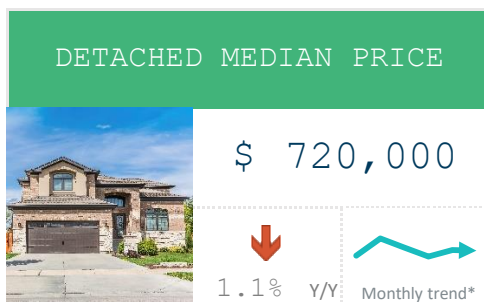 DETACHED MEDIAN PRICE
$ 720,000
1.1% Y/Y
Monthly trend*